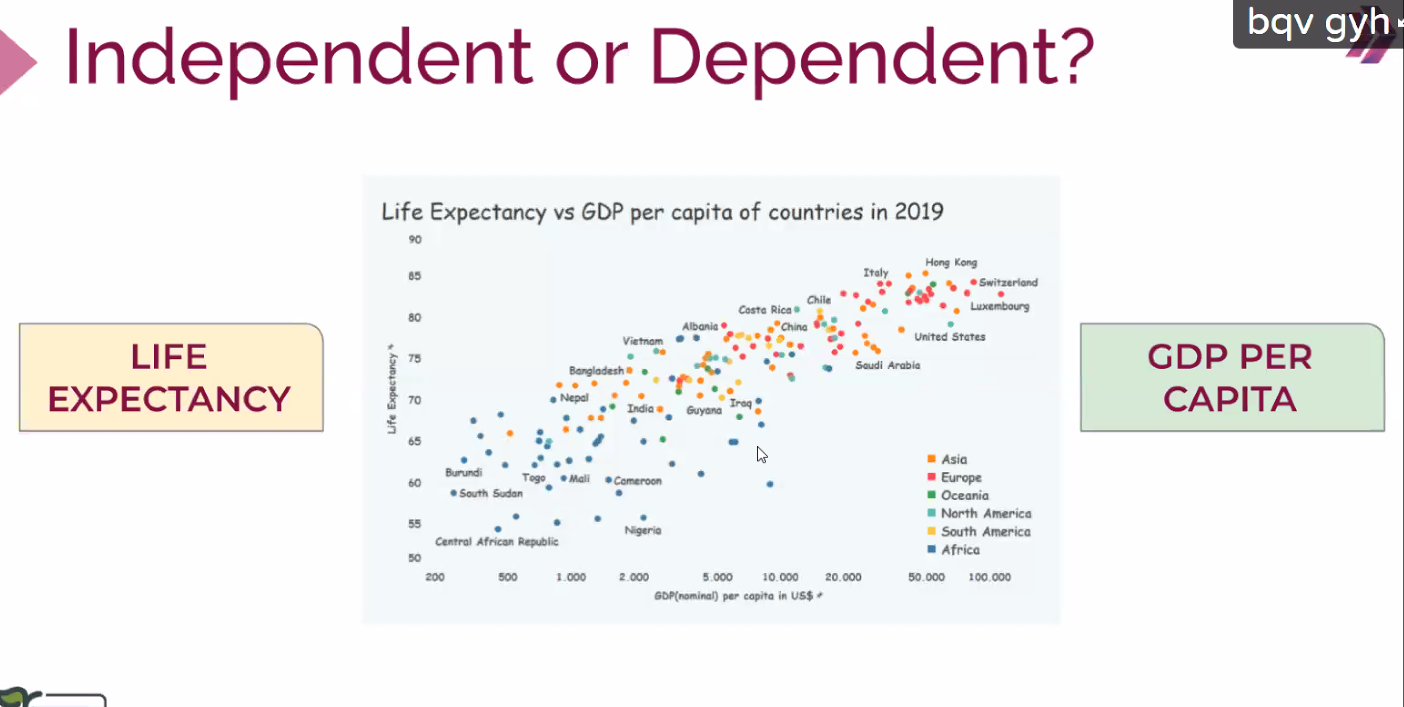 Independent or Dependent?
bqv gyh
LIFE
EXPECTANCY
GDP PER
CAPITA
Life Expectancy vs GDP per capita of countries in 2019
90
85
80
75
70
65
60
55
50
Life Expectancy
Hong Kong
Italy
Switzerland
Chile
Luxembourg
Costa Rica
Albania
China
United States
Vietnam
Saudi Arabia
Bangladesh
Nepal
India
Guyana
Iraq
Burundi
Togo
Mali
Cameroon
South Sudan
Nigeria
Central African Republic
Asia
Europe
Oceania
North America
South America
Africa
200 500 1.000 2.000 5.000 10.000 20.000 50.000 100.000
GDP(nominal) per capita in US$